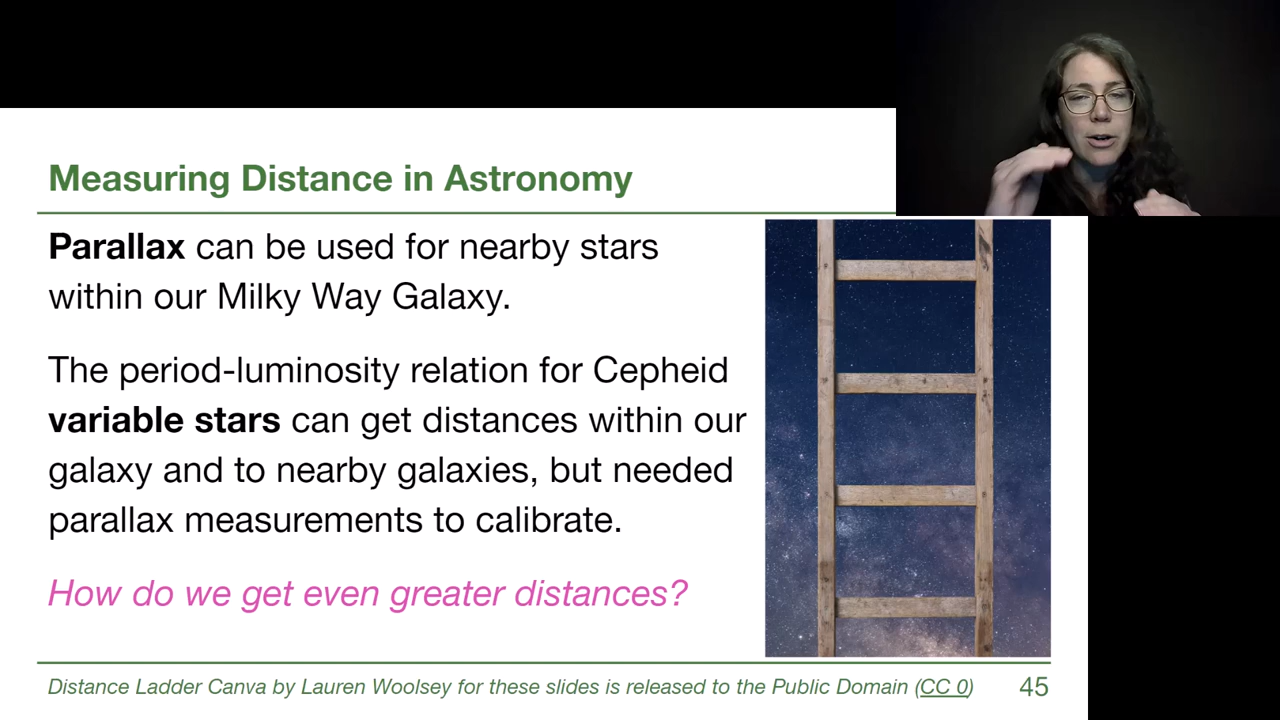 Measuring Distance in Astronomy
Parallax can be used for nearby stars
within our Milky Way Galaxy.
The period-luminosity relation for Cepheid
variable stars can get distances within our
galaxy and to nearby galaxies, but needed
parallax measurements to calibrate.
How do we get even greater distances?
Distance Ladder Canva by Lauren Woolsey for these slides is released to the Public Domain (CC 0)
45